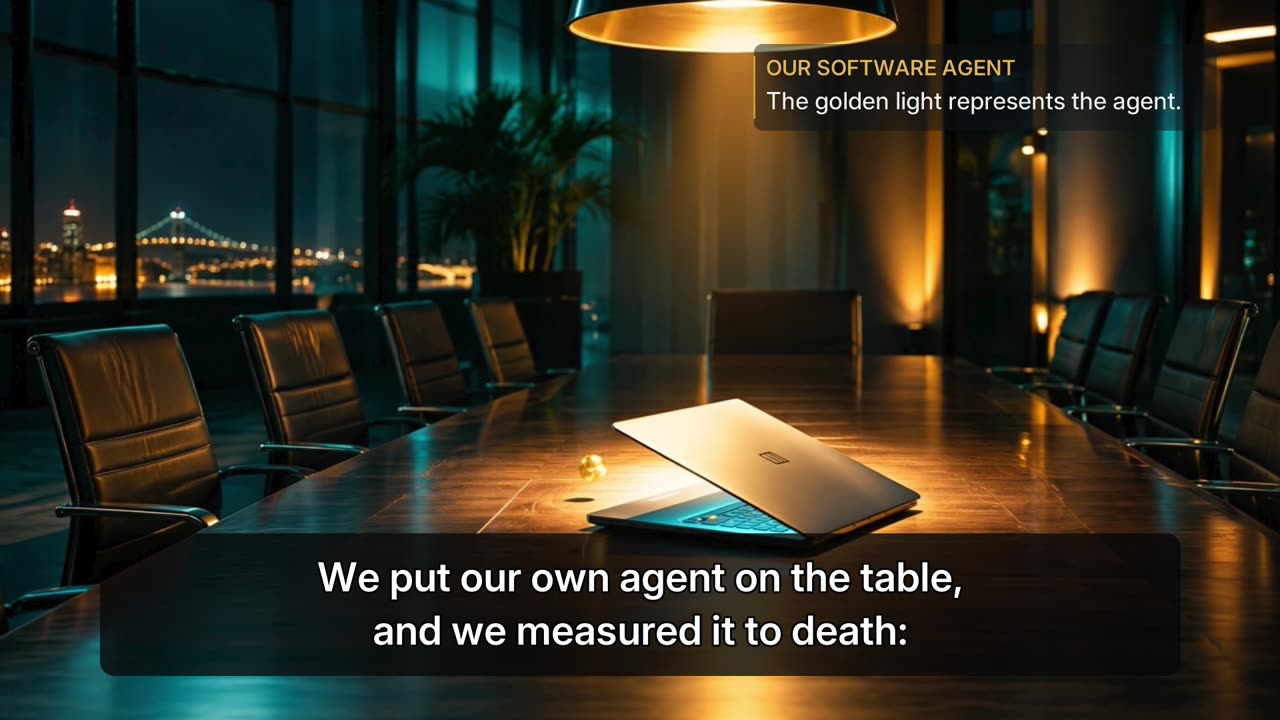 OUR SOFTWARE AGENT
The golden light represents the agent.
We put our own agent on the table,
and we measured it to death: